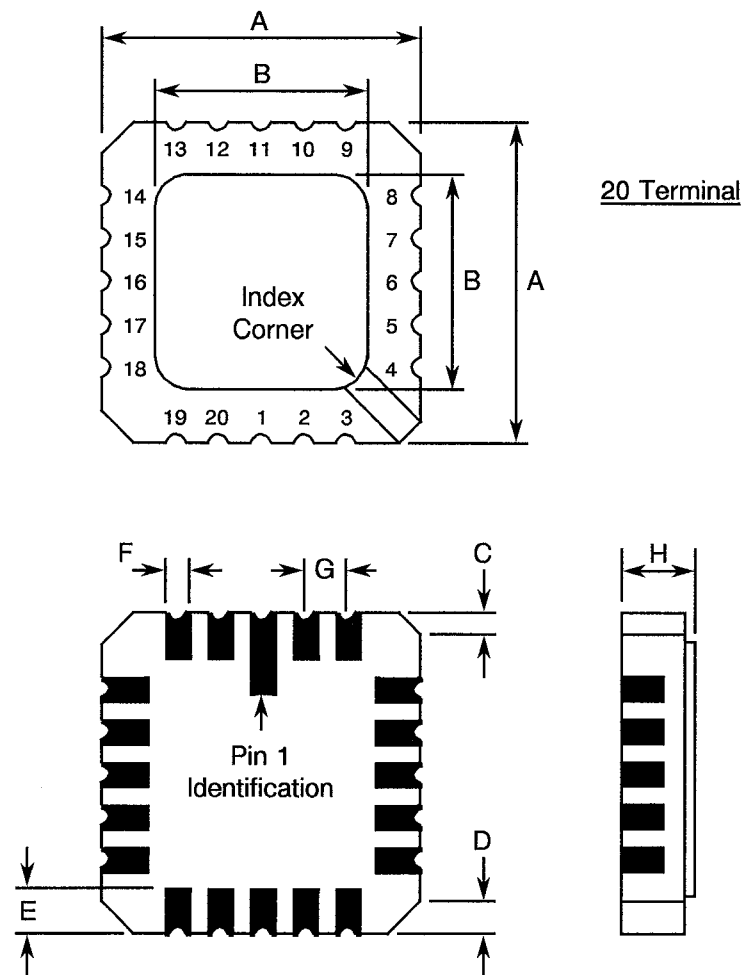 A
B
13 12 11 10 9
14 8
20 Terminal
15 7
16 6
B A
Index
Corner
17 5
18 4
19 20 1 2 3
F G C H
Pin 1
Identification
D
E